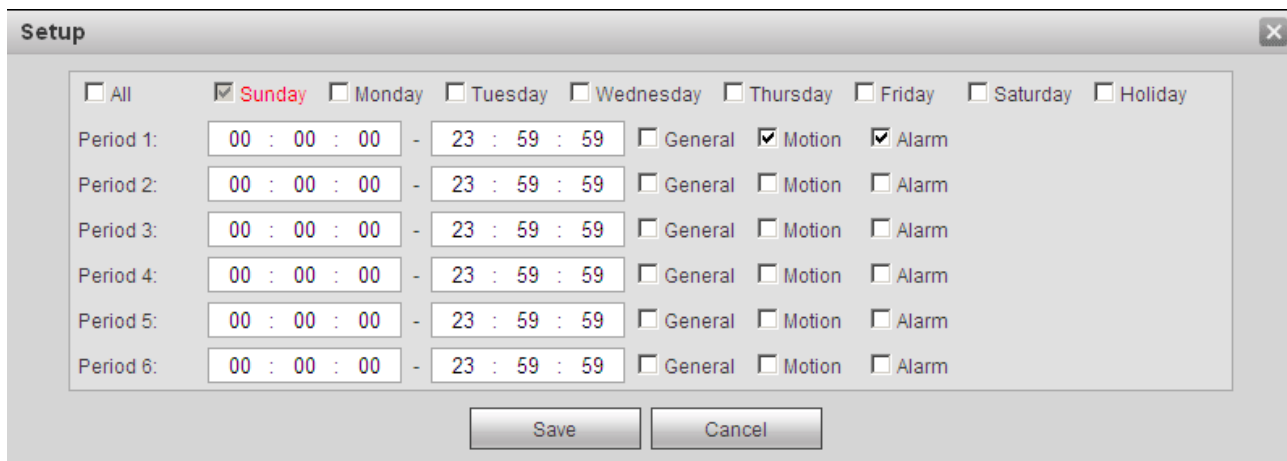 Setup
All Sunday Monday Tuesday Wednesday Thursday Friday Saturday Holiday
Period 1: 00 : 00 : 00 - 23 : 59 : 59 General Motion Alarm
Period 2: 00 : 00 : 00 - 23 : 59 : 59 General Motion Alarm
Period 3: 00 : 00 : 00 - 23 : 59 : 59 General Motion Alarm
Period 4: 00 : 00 : 00 - 23 : 59 : 59 General Motion Alarm
Period 5: 00 : 00 : 00 - 23 : 59 : 59 General Motion Alarm
Period 6: 00 : 00 : 00 - 23 : 59 : 59 General Motion Alarm
Save Cancel